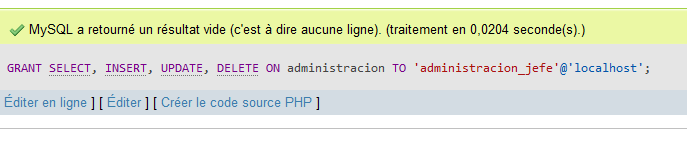 MySQL a retourné un résultat vide (c'est à dire aucune ligne). (traitement en 0,0204 seconde(s).)
GRANT SELECT, INSERT, UPDATE, DELETE ON administracion TO 'administracion_jefe'@'localhost';
Éditer en ligne ] [ Éditer ] [ Créer le code source PHP ]